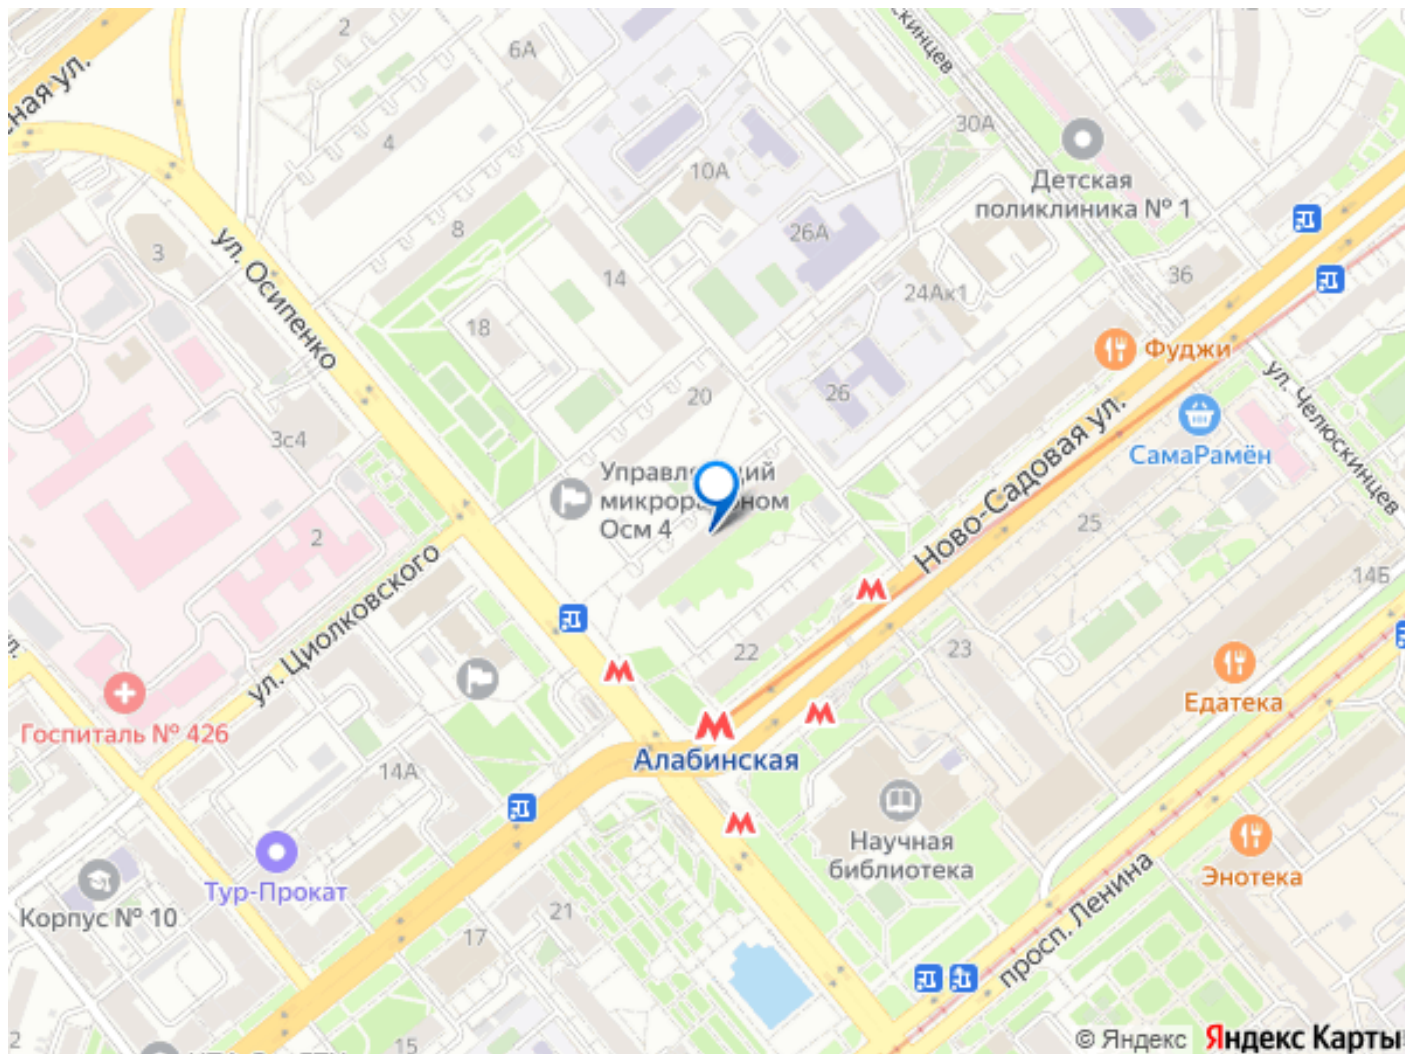 2
6А
скинцев
ная ул.
4
30А
10А
Детская
поликлиника № 1
8
26А
3
ул. Осипенко
14
24Ак1
36
18
Фуджи
20
26
ул. Челюскинцев
3с4
СамаРамён
Ново-Садовая ул.
микрорайоном
Осм 4
25
2
ул. Циолковского
14Б
22
23
Едатека
Госпиталь № 426
Алабинская
14А
Научная
библиотека
Тур-Прокат
Энотека
Корпус № 10
просп. Ленина
21
17
15
2
© Яндекс
Яндекс Карты